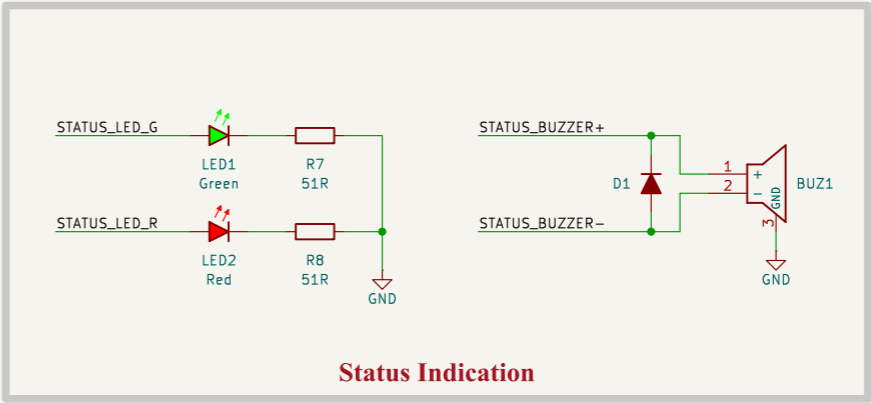 STATUS_LED_G
LED1
Green
R7
51R
STATUS_LED_R
LED2
Red
R8
51R
GND
STATUS_BUZZER+
D1
STATUS_BUZZER-
1
2
+
-
GND
3
BUZ1
GND
Status Indication